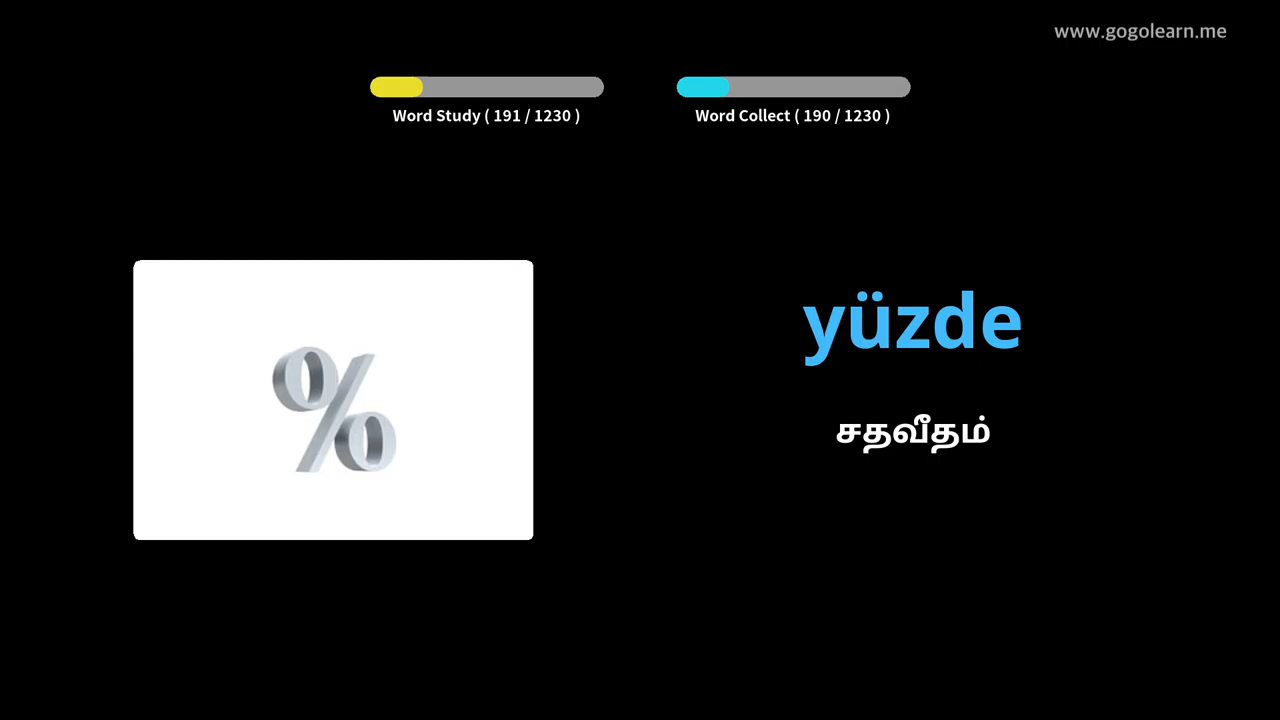 www.gogolearn.me
Word Study ( 191 / 1230 )
Word Collect ( 190 / 1230 )
%
yüzde
சதவீதம்